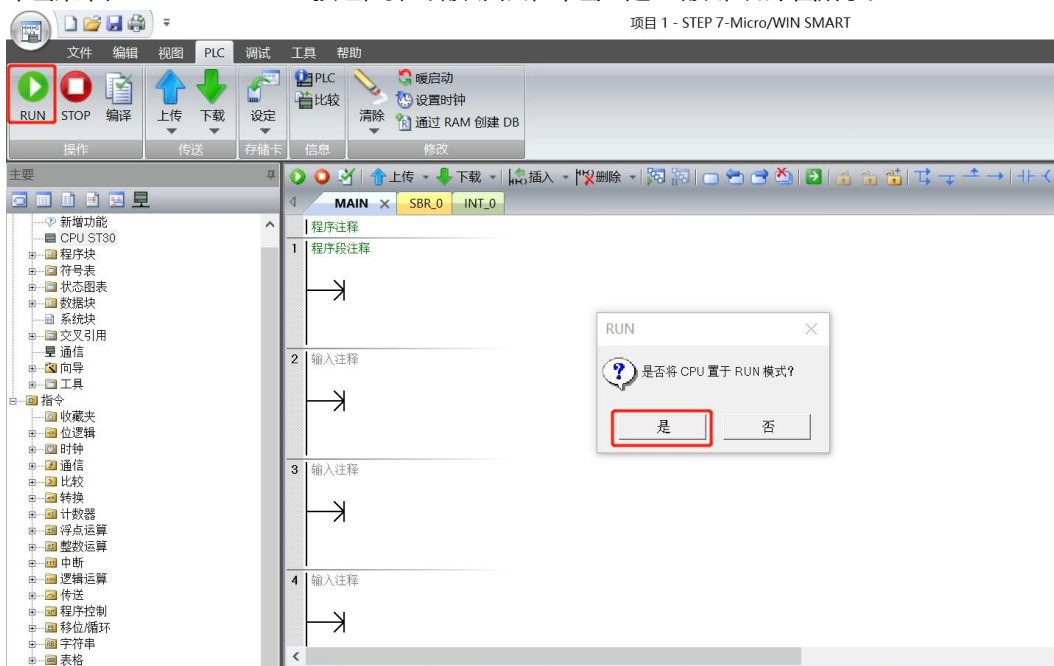 项目 1 - STEP 7-Micro/WIN SMART
文件 编辑 视图 PLC 调试 工具 帮助
RUN STOP 编译 上传 下载 设定 PLC 比较 清除 暖启动 设置时钟 通过 RAM 创建 DB
操作 传送 存储卡 信息 修改
主要
上传 下载 插入 删除
MAIN SBR_0 INT_0
新增功能
CPU ST30
程序块
符号表
状态图表
数据块
系统块
交叉引用
通信
向导
工具
指令
收藏夹
位逻辑
时钟
通信
比较
转换
计数器
浮点运算
整数运算
中断
逻辑运算
传送
程序控制
移位/循环
字符串
表格
程序注释
1 程序段注释
2 输入注释
3 输入注释
4 输入注释
RUN
是否将 CPU 置于 RUN 模式?
是 否